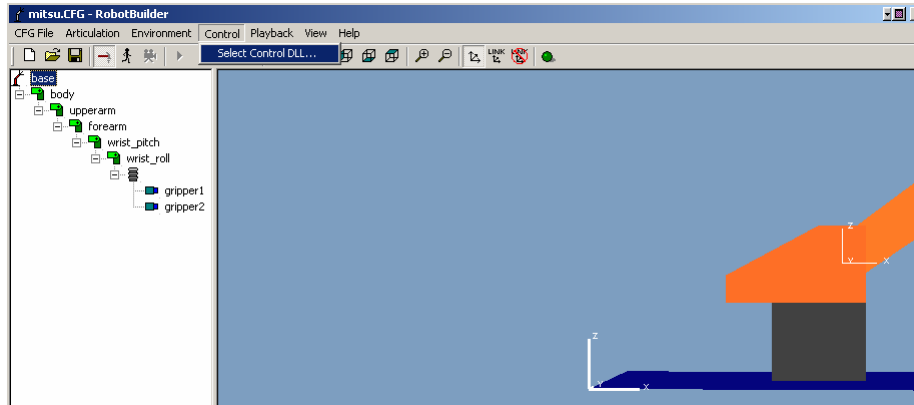 mitsu.CFG - RobotBuilder
CFG File Articulation Environment Control Playback View Help
Select Control DLL...
LINK
base
body
upperarm
forearm
wrist_pitch
wrist_roll
gripper1
gripper2
z
Y x
z
x